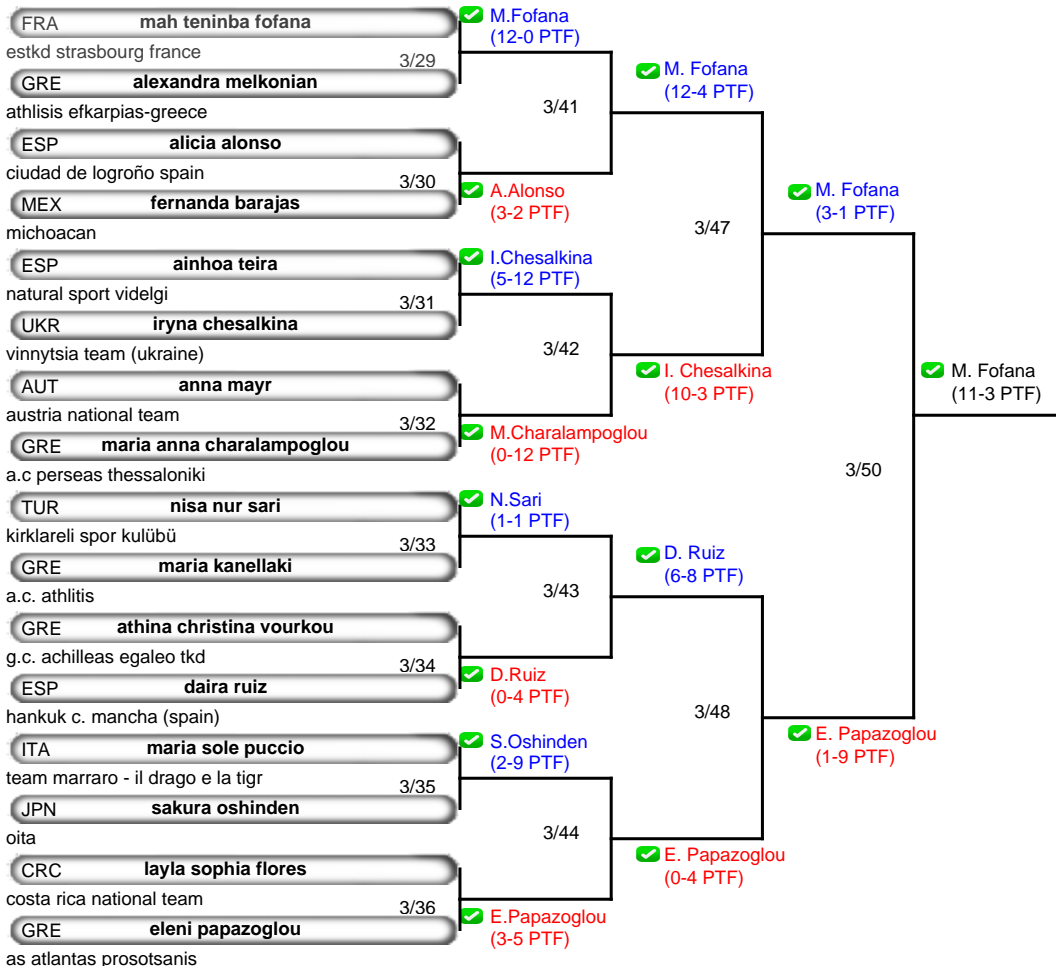 FRA mah teninba fofana
estkd strasbourg france
3/29
GRE alexandra melkonian
athlisis efkarpias-greece
ESP alicia alonso
ciudad de logroño spain
3/30
MEX fernanda barajas
michoacan
ESP ainhoa teira
natural sport videlgi
3/31
UKR iryna chesalkina
vinnytsia team (ukraine)
AUT anna mayr
austria national team
3/32
GRE maria anna charalampoglou
a.c perseas thessaloniki
TUR nisa nur sari
kirklareli spor kulübü
3/33
GRE maria kanellaki
a.c. athlitis
GRE athina christina vourkou
g.c. achilleas egaleo tkd
3/34
ESP daira ruiz
hankuk c. mancha (spain)
ITA maria sole puccio
team marraro - il drago e la tigr
3/35
JPN sakura oshinden
oita
CRC layla sophia flores
costa rica national team
3/36
GRE eleni papazoglou
as atlantas prosotsanis
M.Fofana
(12-0 PTF)
3/41
A.Alonso
(3-2 PTF)
I.Chesalkina
(5-12 PTF)
3/42
M.Charalampoglou
(0-12 PTF)
N.Sari
(1-1 PTF)
3/43
D.Ruiz
(0-4 PTF)
S.Oshinden
(2-9 PTF)
3/44
E.Papazoglou
(3-5 PTF)
M. Fofana
(12-4 PTF)
3/47
I. Chesalkina
(10-3 PTF)
D. Ruiz
(6-8 PTF)
3/48
E. Papazoglou
(0-4 PTF)
M. Fofana
(3-1 PTF)
3/50
E. Papazoglou
(1-9 PTF)
M. Fofana
(11-3 PTF)